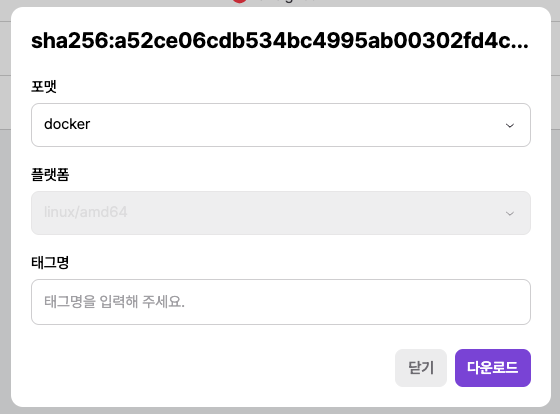 sha256:a52ce06cdb534bc4995ab00302fd4c...
포맷
docker
플랫폼
linux/amd64
태그명
태그명을 입력해 주세요.
닫기
다운로드